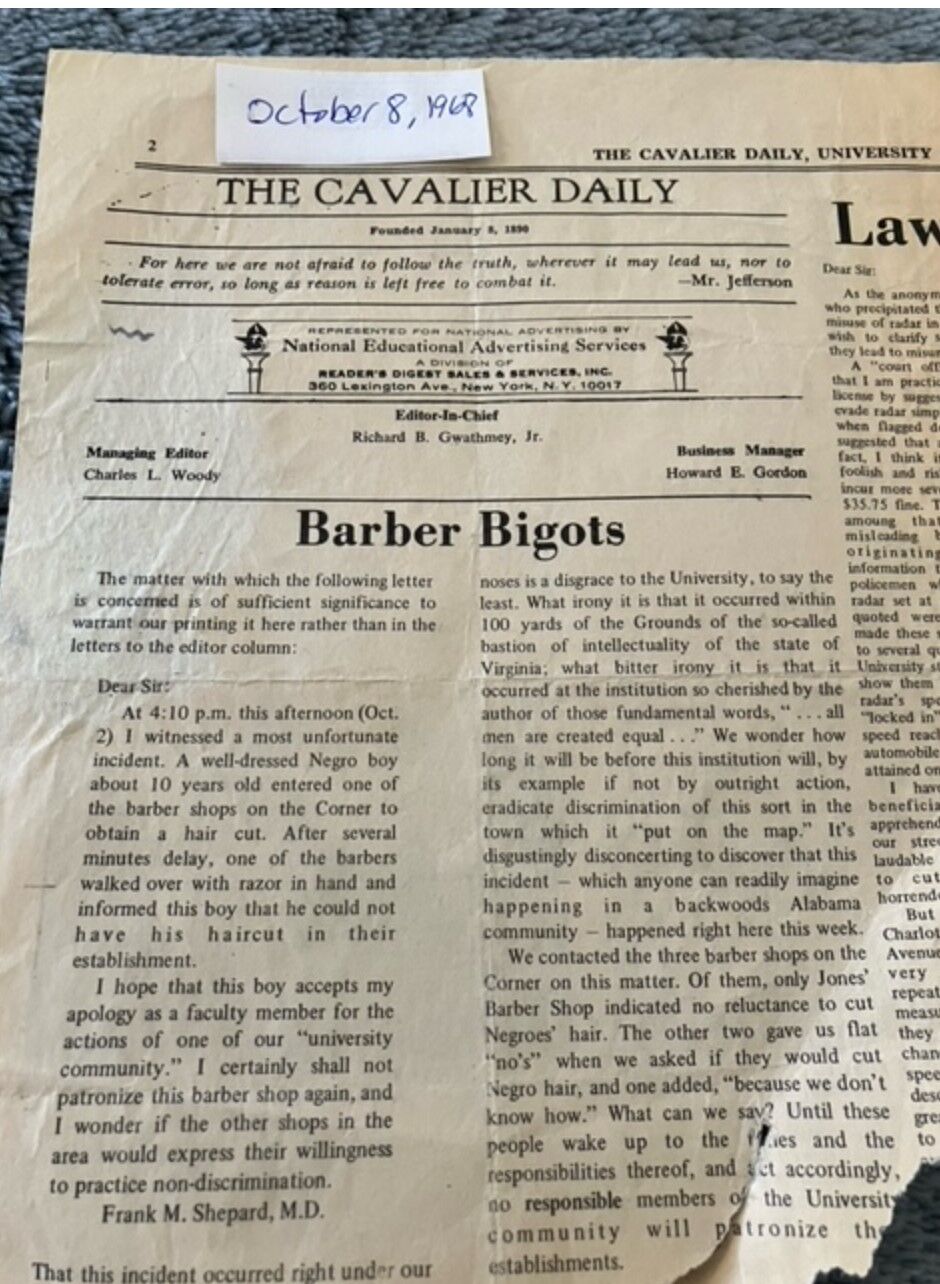 October 8, 1968
2
THE CAVALIER DAILY, UNIVERSITY
THE CAVALIER DAILY
Founded January 8, 1890
For here we are not afraid to follow the truth, wherever it may lead us, nor to
tolerate error, so long as reason is left free to combat it. —Mr. Jefferson
REPRESENTED FOR NATIONAL ADVERTISING BY
National Educational Advertising Services
A DIVISION OF
READER'S DIGEST SALES & SERVICES, INC.
360 Lexington Ave., New York, N. Y. 10017
Editor-In-Chief
Richard B. Gwathmey, Jr.
Managing Editor
Charles L. Woody
Business Manager
Howard E. Gordon
Barber Bigots
The matter with which the following letter
is concerned is of sufficient significance to
warrant our printing it here rather than in the
letters to the editor column:
Dear Sir:
At 4:10 p.m. this afternoon (Oct.
2) I witnessed a most unfortunate
incident. A well-dressed Negro boy
about 10 years old entered one of
the barber shops on the Corner to
obtain a hair cut. After several
minutes delay, one of the barbers
walked over with razor in hand and
informed this boy that he could not
have his haircut in their
establishment.
I hope that this boy accepts my
apology as a faculty member for the
actions of one of our "university
community." I certainly shall not
patronize this barber shop again, and
I wonder if the other shops in the
area would express their willingness
to practice non-discrimination.
Frank M. Shepard, M.D.
That this incident occurred right under our
noses is a disgrace to the University, to say the
least. What irony it is that it occurred within
100 yards of the Grounds of the so-called
bastion of intellectuality of the state of
Virginia; what bitter irony it is that it
occurred at the institution so cherished by the
author of those fundamental words, " . . . all
men are created equal . . ." We wonder how
long it will be before this institution will, by
its example if not by outright action,
eradicate discrimination of this sort in the
town which it "put on the map." It's
disgustingly disconcerting to discover that this
incident – which anyone can readily imagine
happening in a backwoods Alabama
community – happened right here this week.
We contacted the three barber shops on the
Corner on this matter. Of them, only Jones'
Barber Shop indicated no reluctance to cut
Negroes' hair. The other two gave us flat
"no's" when we asked if they would cut
Negro hair, and one added, "because we don't
know how." What can we say? Until these
people wake up to the and the
responsibilities thereof, and act accordingly,
no responsible members of the University
community will patronize the
establishments.
Law
Dear Sir:
As the anonym
who precipitated t
misuse of radar in
wish to clarify s
they lead to misun
A "court off
that I am practic
license by sugges
evade radar simp
when flagged d
suggested that
fact, I think i
foolish and ris
incur more sev
$35.75 fine. T
amoung tha
misleading b
originating
information t
policemen w
radar set at
quoted were
made these s
to several qu
University st
show them
radar's spe
"locked in"
speed reach
automobile
attained on
I have
beneficia
apprehend
our stree
laudable
to cut
horrende
But
Charlot
Avenue
very
repeat
measu
they
chan
spee
desc
gre
to